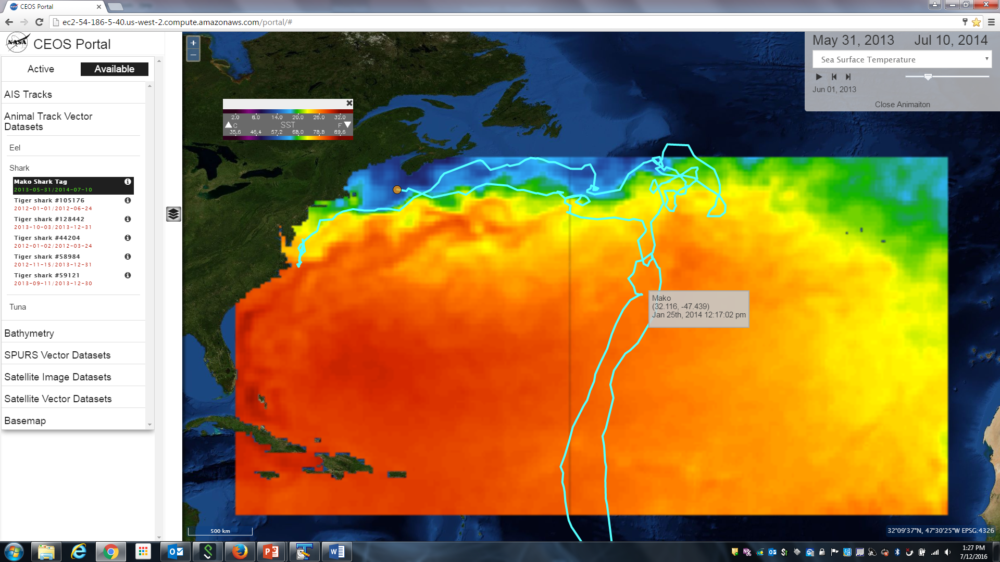 CEOS Portal
ec2-54-186-5-40.us-west-2.compute.amazonaws.com/portal/#
NASA
CEOS Portal
Active
Available
AIS Tracks
Animal Track Vector
Datasets
Eel
Shark
Mako Shark Tag
2013-05-31/2014-07-10
Tiger shark #105176
2012-01-01/2012-06-24
Tiger shark #128442
2013-10-03/2013-12-31
Tiger shark #44204
2012-01-02/2012-03-24
Tiger shark #58984
2012-11-15/2013-12-31
Tiger shark #59121
2013-09-11/2013-12-30
Tuna
Bathymetry
SPURS Vector Datasets
Satellite Image Datasets
Satellite Vector Datasets
Basemap
+
−
2.0 8.0 14.0 20.0 26.0 32.0
C SST F
35.6 46.4 57.2 68.0 78.8 89.6
May 31, 2013 Jul 10, 2014
Sea Surface Temperature
Jun 01, 2013
Close Animaiton
Mako
(32.116, -47.439)
Jan 25th, 2014 12:17:02 pm
500 km
32°09'37"N, 47°30'25"W EPSG:4326
1:27 PM
7/12/2016